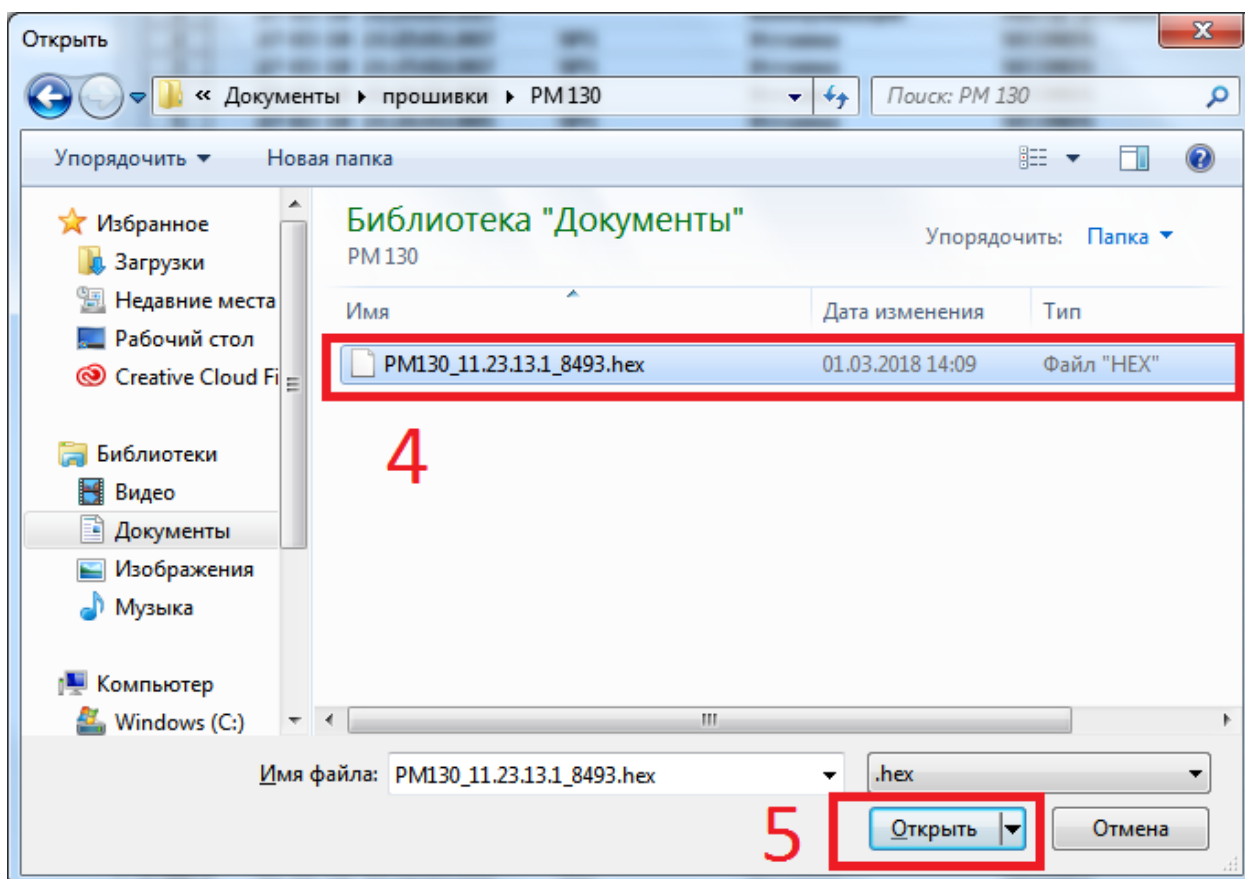 Открыть
« Документы ▸ прошивки ▸ PM 130
Поиск: PM 130
Упорядочить
Новая папка
Избранное
Загрузки
Недавние места
Рабочий стол
Creative Cloud Fi
Библиотеки
Видео
Документы
Изображения
Музыка
Компьютер
Windows (C:)
Библиотека "Документы"
PM 130
Упорядочить: Папка
Имя Дата изменения Тип
PM130_11.23.13.1_8493.hex 01.03.2018 14:09 Файл "HEX"
4
Имя файла: PM130_11.23.13.1_8493.hex .hex
5
Открыть Отмена